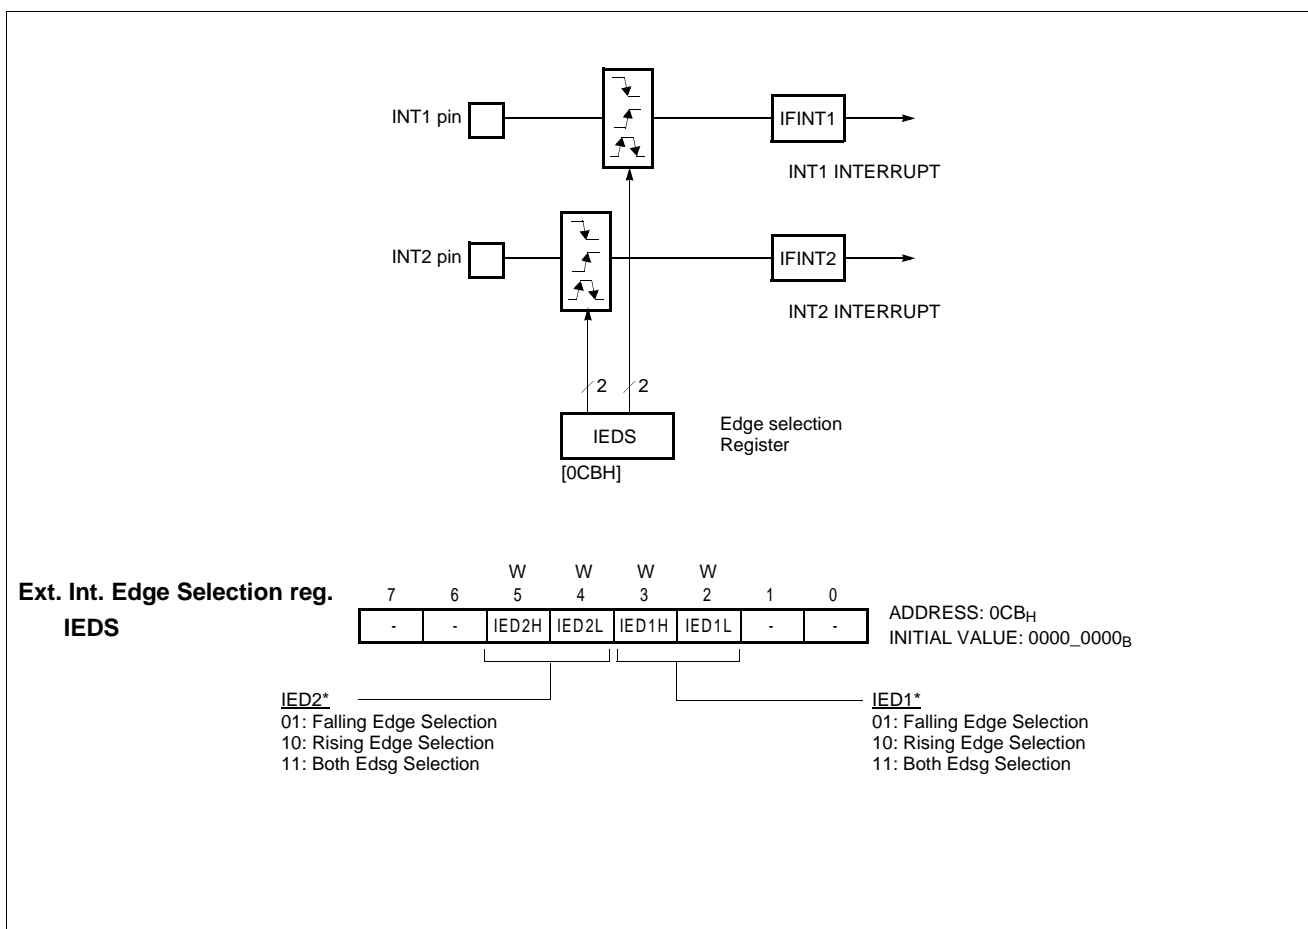 INT1 pin
IFINT1
INT1 INTERRUPT
INT2 pin
IFINT2
INT2 INTERRUPT
2 2
IEDS
Edge selection
Register
[0CBH]
Ext. Int. Edge Selection reg.
IEDS
W W W W
7 6 5 4 3 2 1 0
- - IED2H IED2L IED1H IED1L - -
ADDRESS: 0CBH
INITIAL VALUE: 0000_0000B
IED2*
01: Falling Edge Selection
10: Rising Edge Selection
11: Both Edsg Selection
IED1*
01: Falling Edge Selection
10: Rising Edge Selection
11: Both Edsg Selection